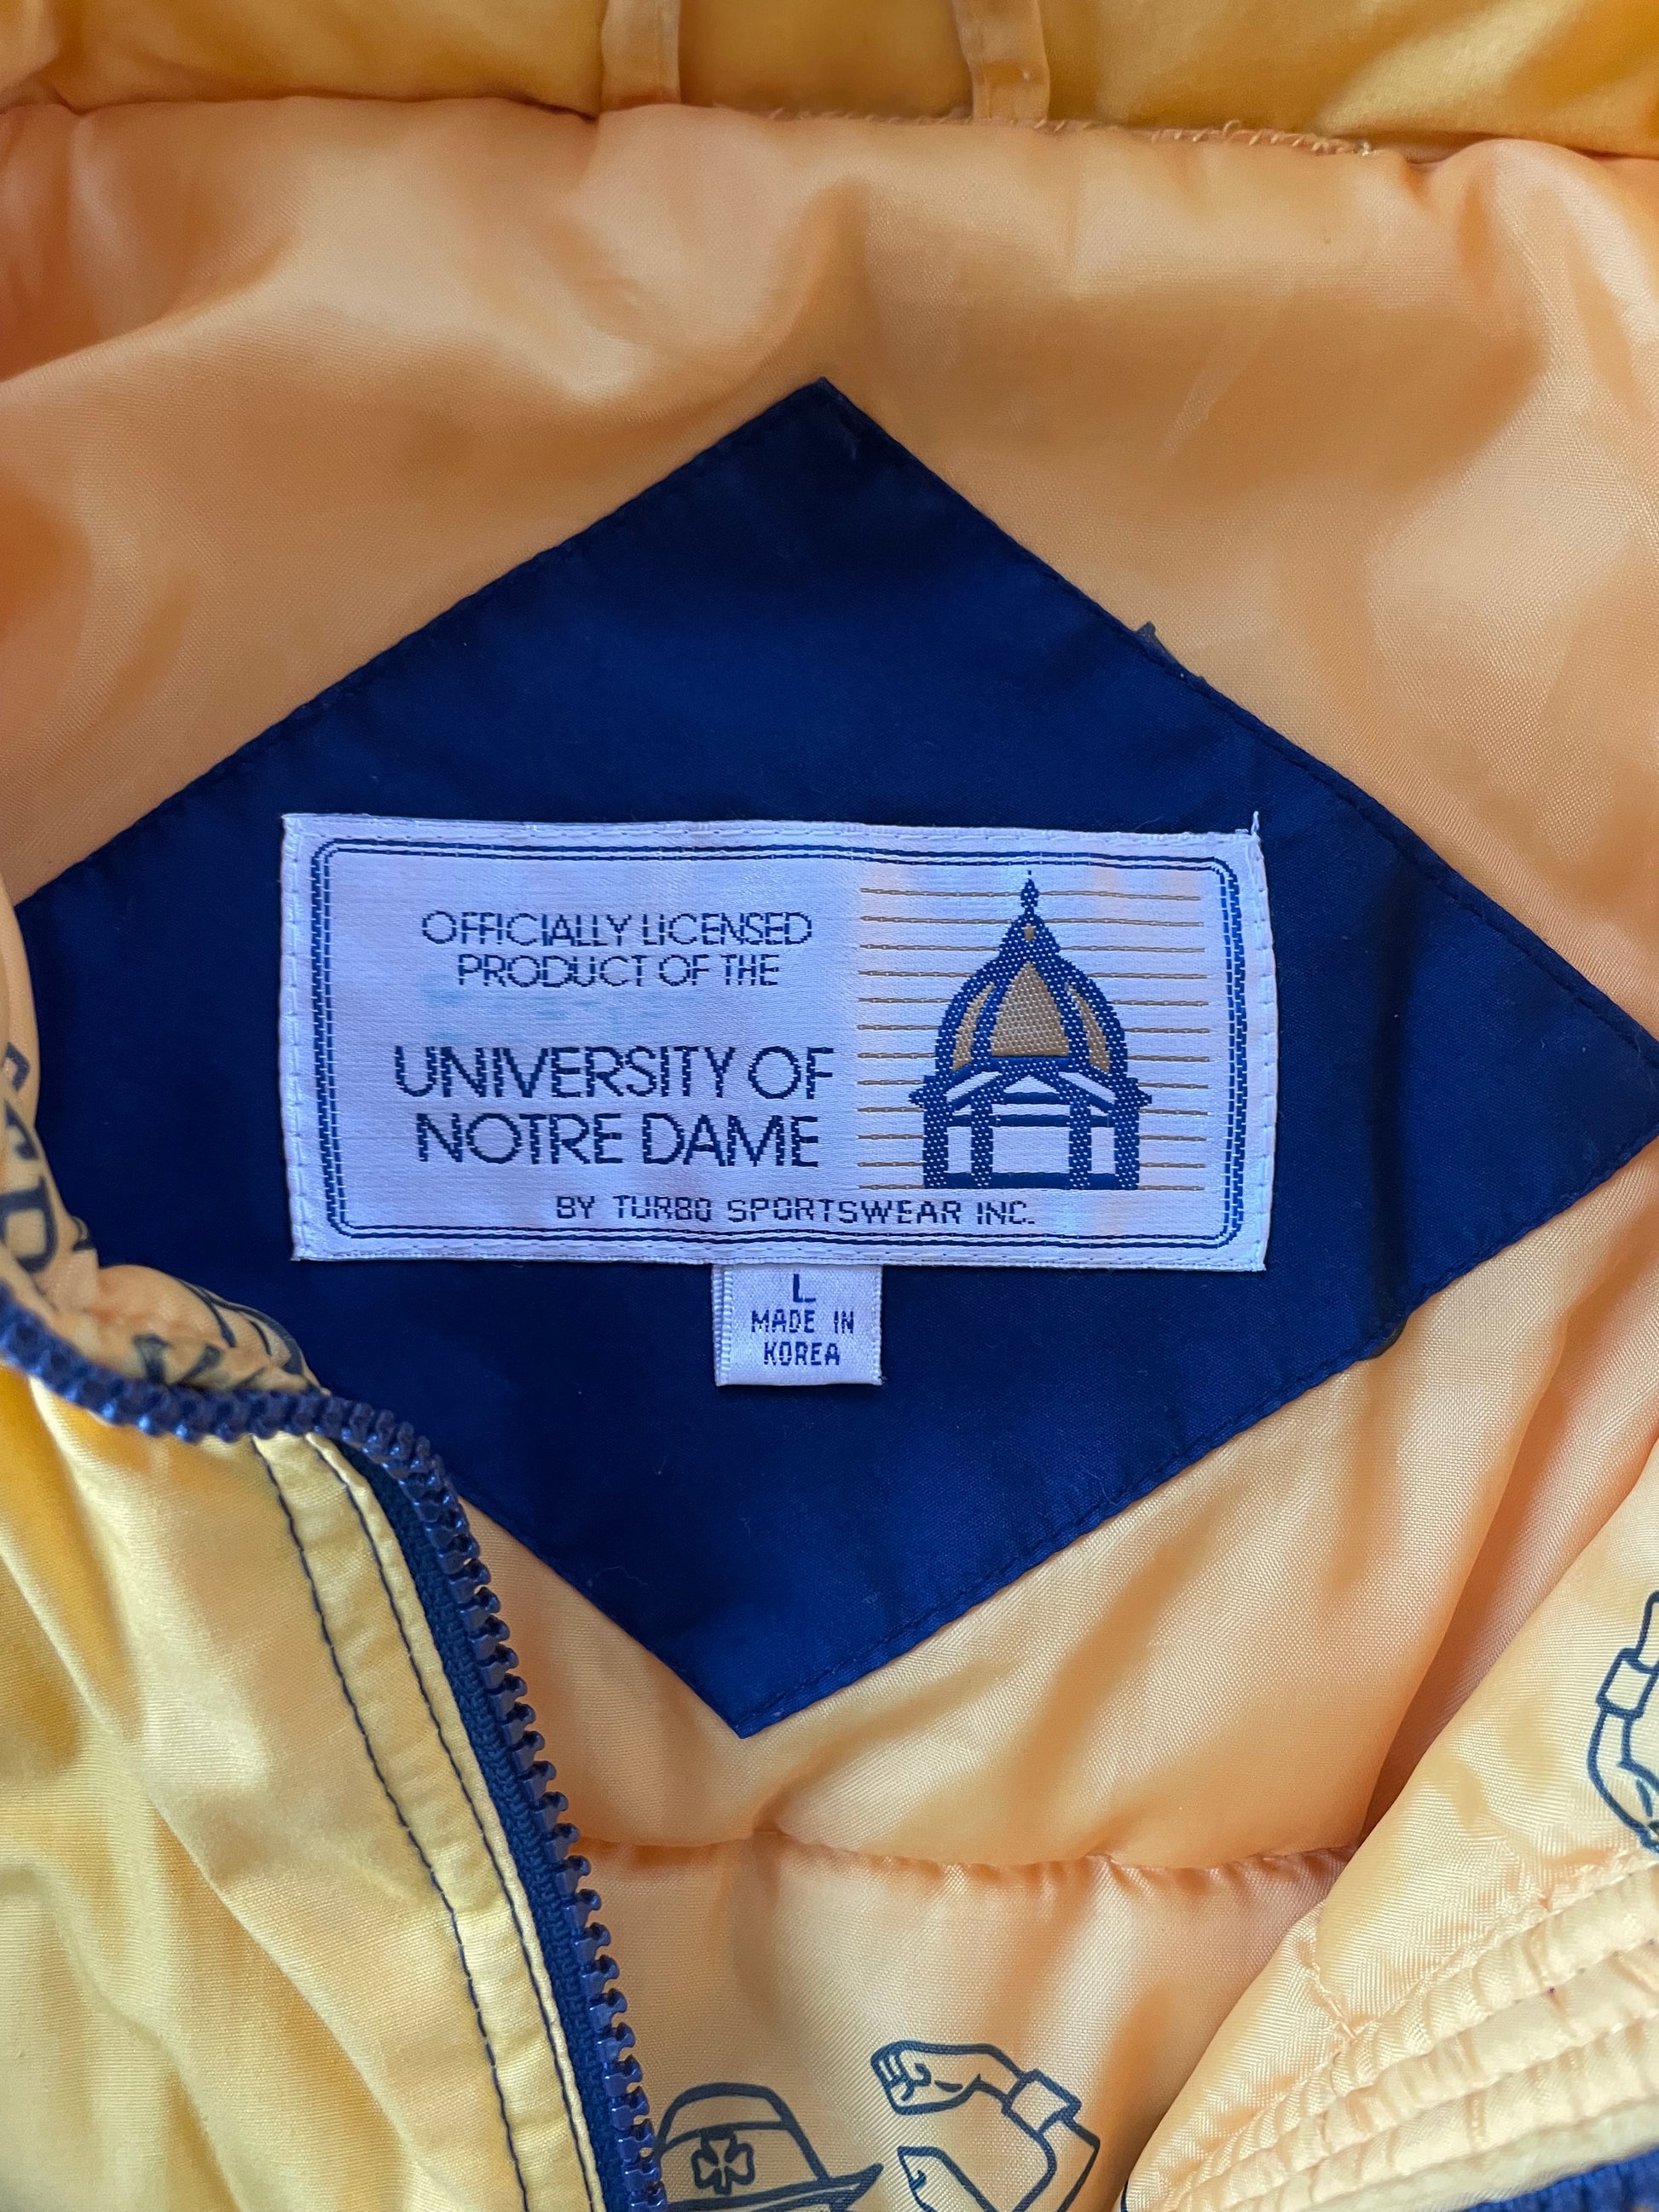 OFFICIALLY LICENSED
PRODUCT OF THE
UNIVERSITY OF
NOTRE DAME
BY TURBO SPORTSWEAR INC.
L
MADE IN
KOREA